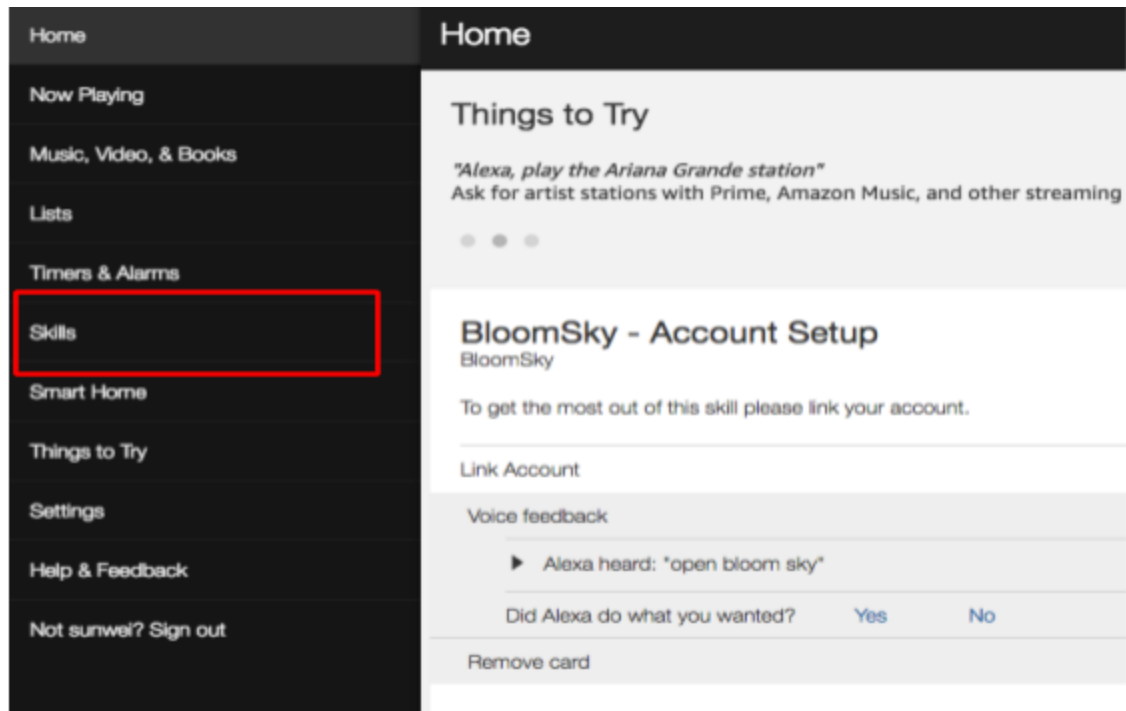 Home
Now Playing
Music, Video, & Books
Lists
Timers & Alarms
Skills
Smart Home
Things to Try
Settings
Help & Feedback
Not sunwei? Sign out
Home
Things to Try
"Alexa, play the Ariana Grande station"
Ask for artist stations with Prime, Amazon Music, and other streaming
BloomSky - Account Setup
BloomSky
To get the most out of this skill please link your account.
Link Account
Voice feedback
Alexa heard: "open bloom sky"
Did Alexa do what you wanted? Yes No
Remove card